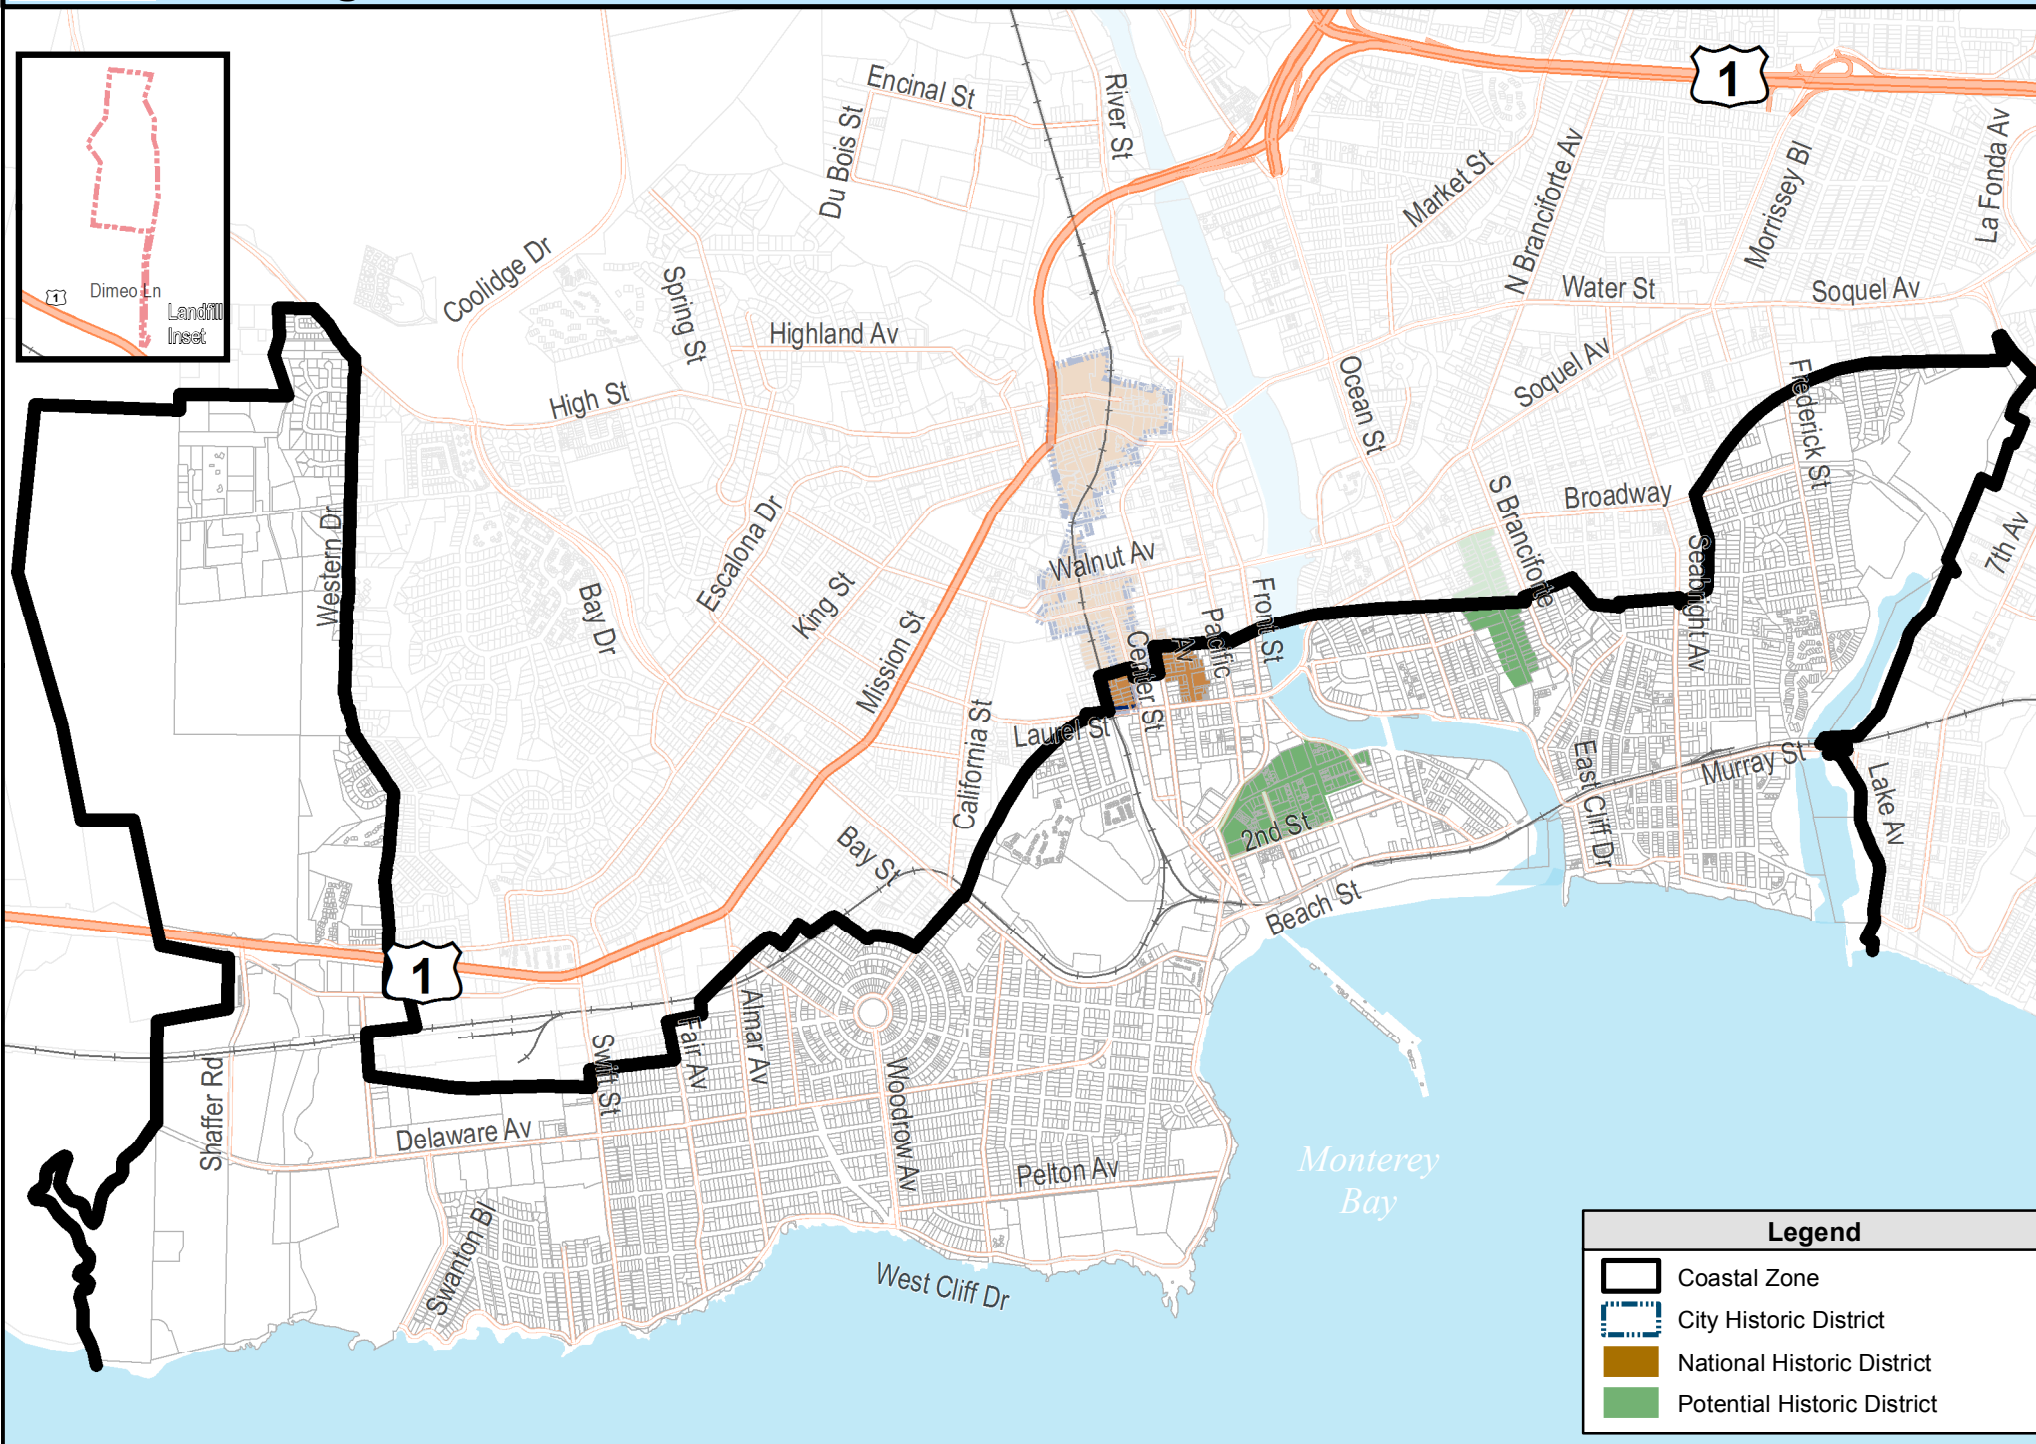 Encinal St
River St
1
Du Bois St
Market St
N Branciforte Av
Morrissey Bl
La Fonda Av
Coolidge Dr
Spring St
Water St
Soquel Av
1
Dimeo Ln
Landfill
Inset
Highland Av
High St
Ocean St
Soquel Av
Frederick St
Western Dr
Escalona Dr
Bay Dr
King St
Walnut Av
S Branciforte
Broadway
7th Av
Front St
Pacific
Av
Center St
Seabright Av
Mission St
California St
Laurel St
Murray St
East Cliff Dr
Lake Av
2nd St
Bay St
Beach St
1
Shaffer Rd
Swift St
Fair Av
Almar Av
Woodrow Av
Delaware Av
Pelton Av
Swanton Bl
West Cliff Dr
Monterey
Bay
Legend
Coastal Zone
City Historic District
National Historic District
Potential Historic District